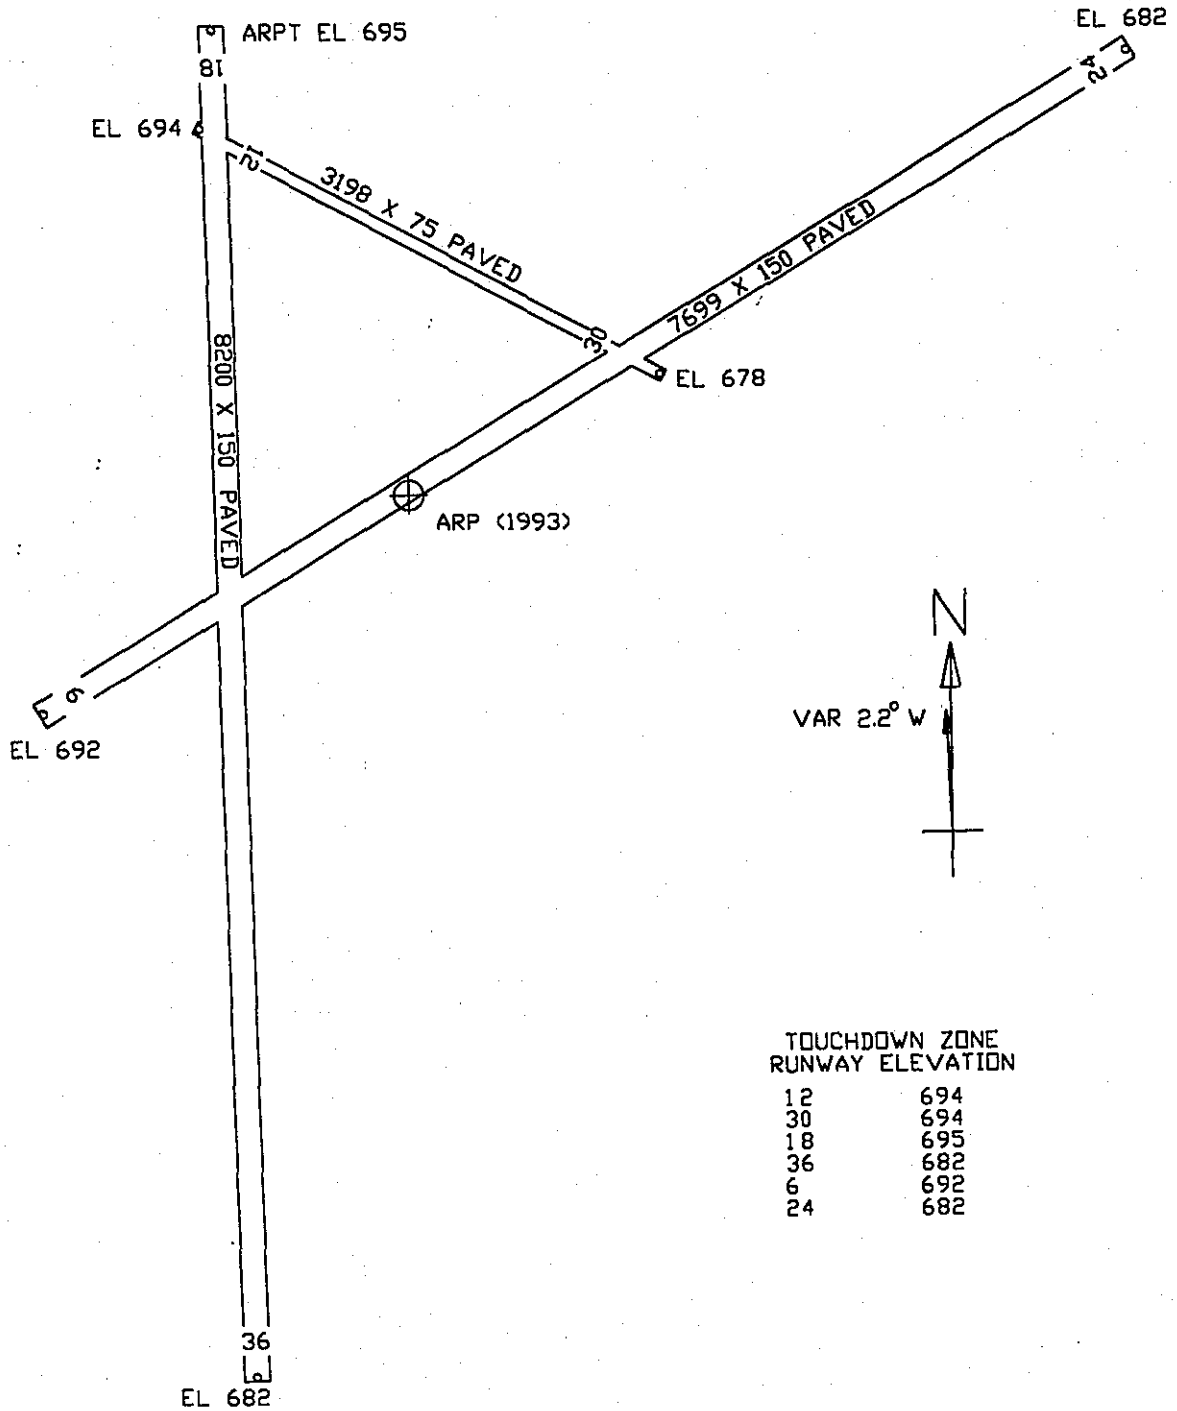 EL 682
ARPT EL 695
18
24
EL 694
12
3198 X 75 PAVED
7699 X 150 PAVED
30
8200 X 150 PAVED
EL 678
ARP (1993)
N
6
VAR 2.2° W
EL 692
TOUCHDOWN ZONE
RUNWAY ELEVATION
12 694
30 694
18 695
36 682
6 692
24 682
36
EL 682